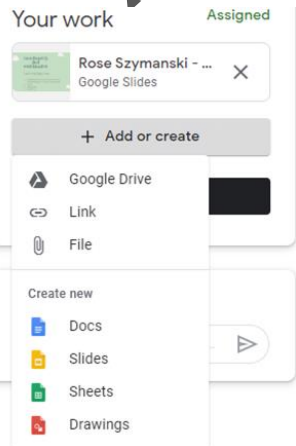 Your work
Assigned
Rose Szymanski - ...
Google Slides
+ Add or create
Google Drive
Link
File
Create new
Docs
Slides
Sheets
Drawings